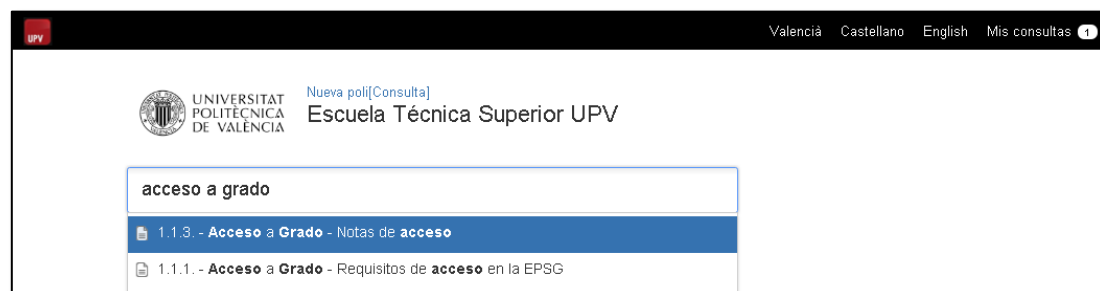 UPV
Valencià Castellano English Mis consultas 1
UNIVERSITAT
POLITÈCNICA
DE VALÈNCIA
Nueva poli[Consulta]
Escuela Técnica Superior UPV
acceso a grado
1.1.3. - Acceso a Grado - Notas de acceso
1.1.1. - Acceso a Grado - Requisitos de acceso en la EPSG